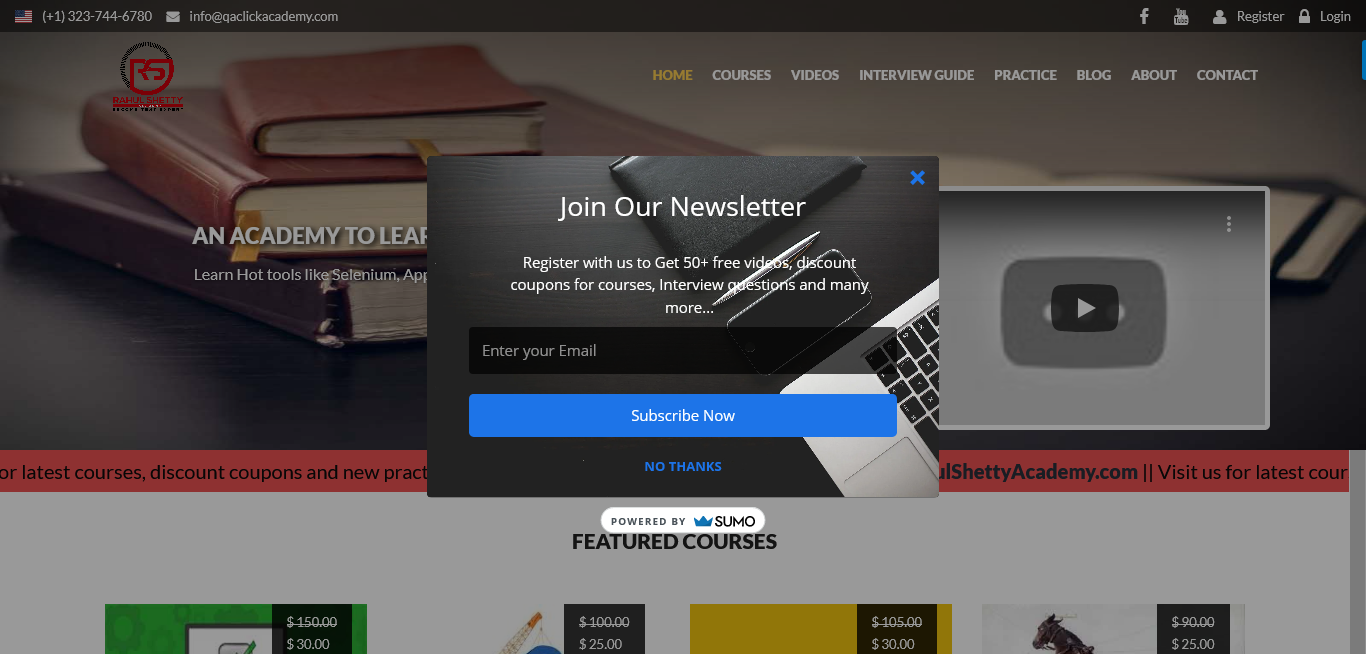 (+1) 323-744-6780 info@qaclickacademy.com Register Login
RS
RAHUL SHETTY
HOME COURSES VIDEOS INTERVIEW GUIDE PRACTICE BLOG ABOUT CONTACT
AN ACADEMY TO LEAR
Learn Hot tools like Selenium, App
Join Our Newsletter
Register with us to Get 50+ free videos, discount
coupons for courses, Interview questions and many
more...
Enter your Email
Subscribe Now
NO THANKS
or latest courses, discount coupons and new pract
ulShettyAcademy.com || Visit us for latest cour
POWERED BY SUMO
FEATURED COURSES
$ 150.00 $ 100.00 $ 105.00 $ 90.00
$ 30.00 $ 25.00 $ 30.00 $ 25.00